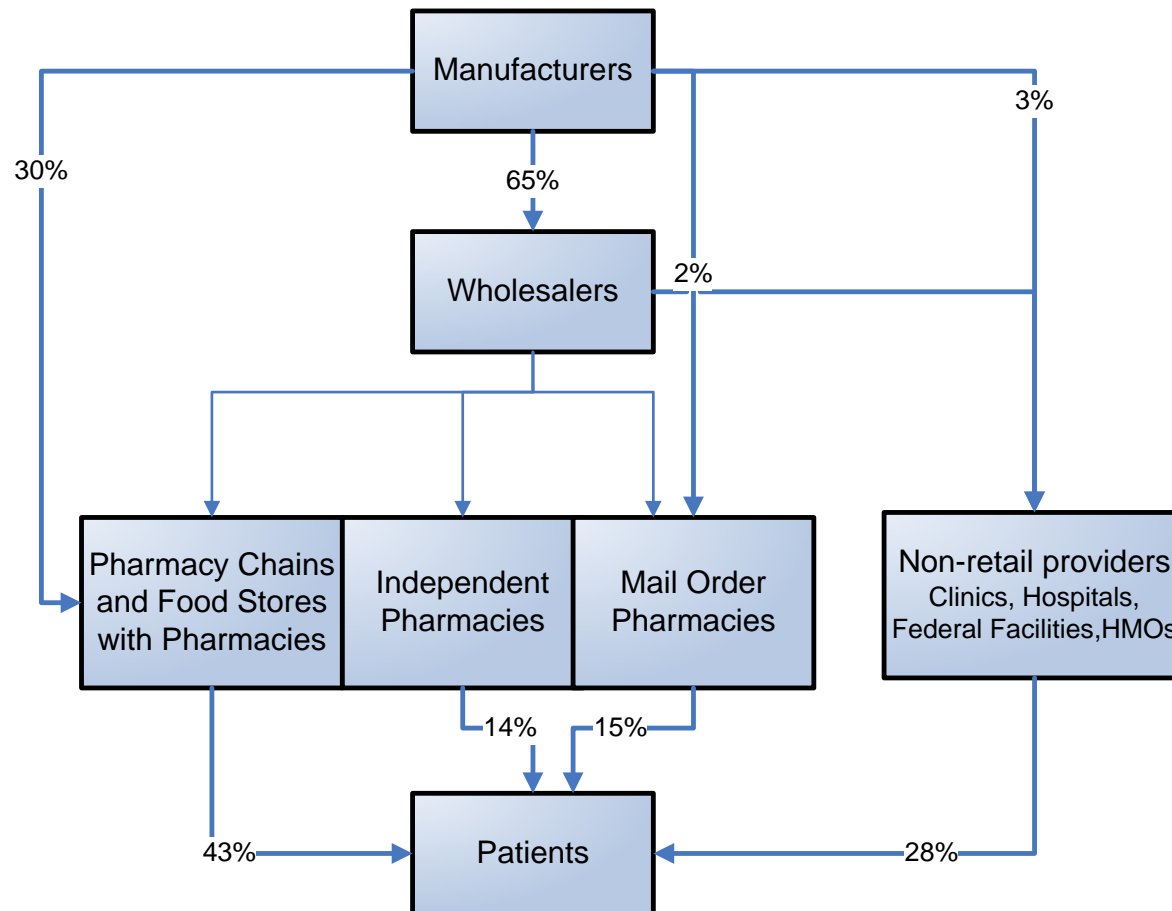 Manufacturers
3%
30%
65%
Wholesalers
2%
Pharmacy Chains
and Food Stores
with Pharmacies
Independent
Pharmacies
Mail Order
Pharmacies
Non-retail providers
Clinics, Hospitals,
Federal Facilities,HMOs
14%
15%
43%
Patients
28%